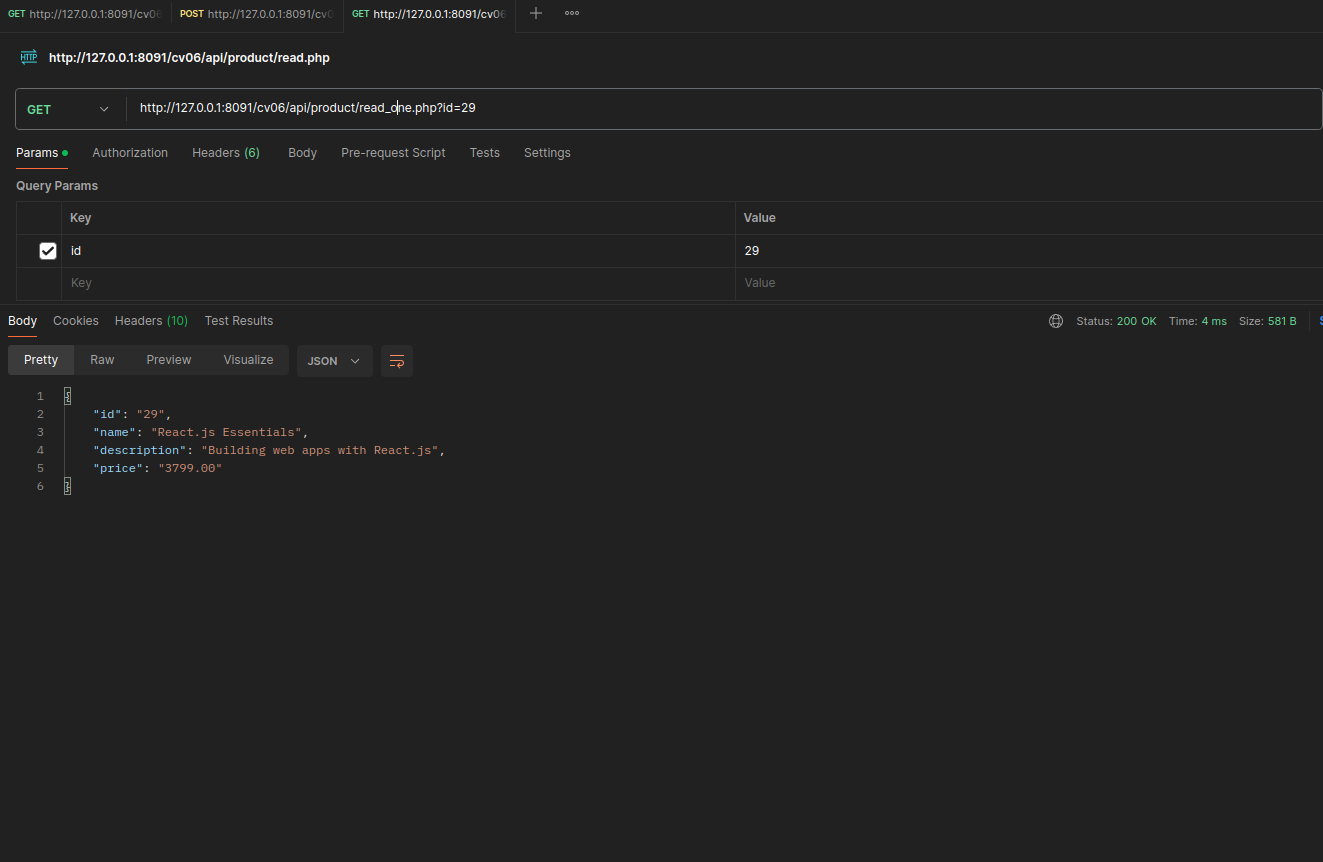 GET http://127.0.0.1:8091/cv06 POST http://127.0.0.1:8091/cv0 GET http://127.0.0.1:8091/cv06
HTTP http://127.0.0.1:8091/cv06/api/product/read.php
GET http://127.0.0.1:8091/cv06/api/product/read_one.php?id=29
Params Authorization Headers (6) Body Pre-request Script Tests Settings
Query Params
Key Value
id 29
Key Value
Body Cookies Headers (10) Test Results Status: 200 OK Time: 4 ms Size: 581 B
Pretty Raw Preview Visualize JSON
1 {
2 "id": "29",
3 "name": "React.js Essentials",
4 "description": "Building web apps with React.js",
5 "price": "3799.00"
6 }